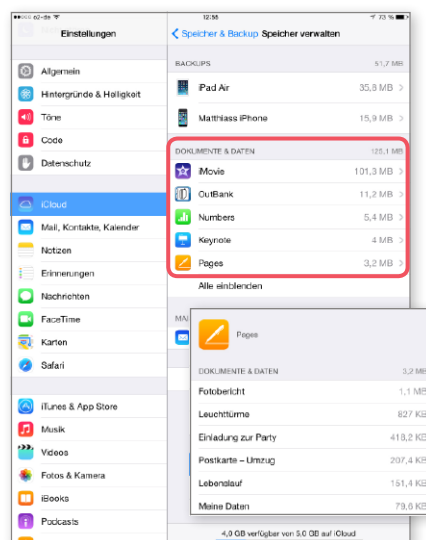 o2-de
12:58
73 %
Einstellungen
Speicher & Backup Speicher verwalten
Allgemein
Hintergründe & Helligkeit
Töne
Code
Datenschutz
iCloud
Mail, Kontakte, Kalender
Notizen
Erinnerungen
Nachrichten
FaceTime
Karten
Safari
iTunes & App Store
Musik
Videos
Fotos & Kamera
iBooks
Podcasts
BACKUPS 51,7 MB
iPad Air 35,8 MB
Matthiass iPhone 15,9 MB
DOKUMENTE & DATEN 125,1 MB
iMovie 101,3 MB
OutBank 11,2 MB
Numbers 5,4 MB
Keynote 4 MB
Pages 3,2 MB
Alle einblenden
MAI
Pages
DOKUMENTE & DATEN 3,2 MB
Fotobericht 1,1 MB
Leuchttürme 827 KB
Einladung zur Party 418,2 KB
Postkarte – Umzug 207,4 KB
Lebenslauf 151,4 KB
Meine Daten 79,6 KB
4,0 GB verfügbar von 5,0 GB auf iCloud